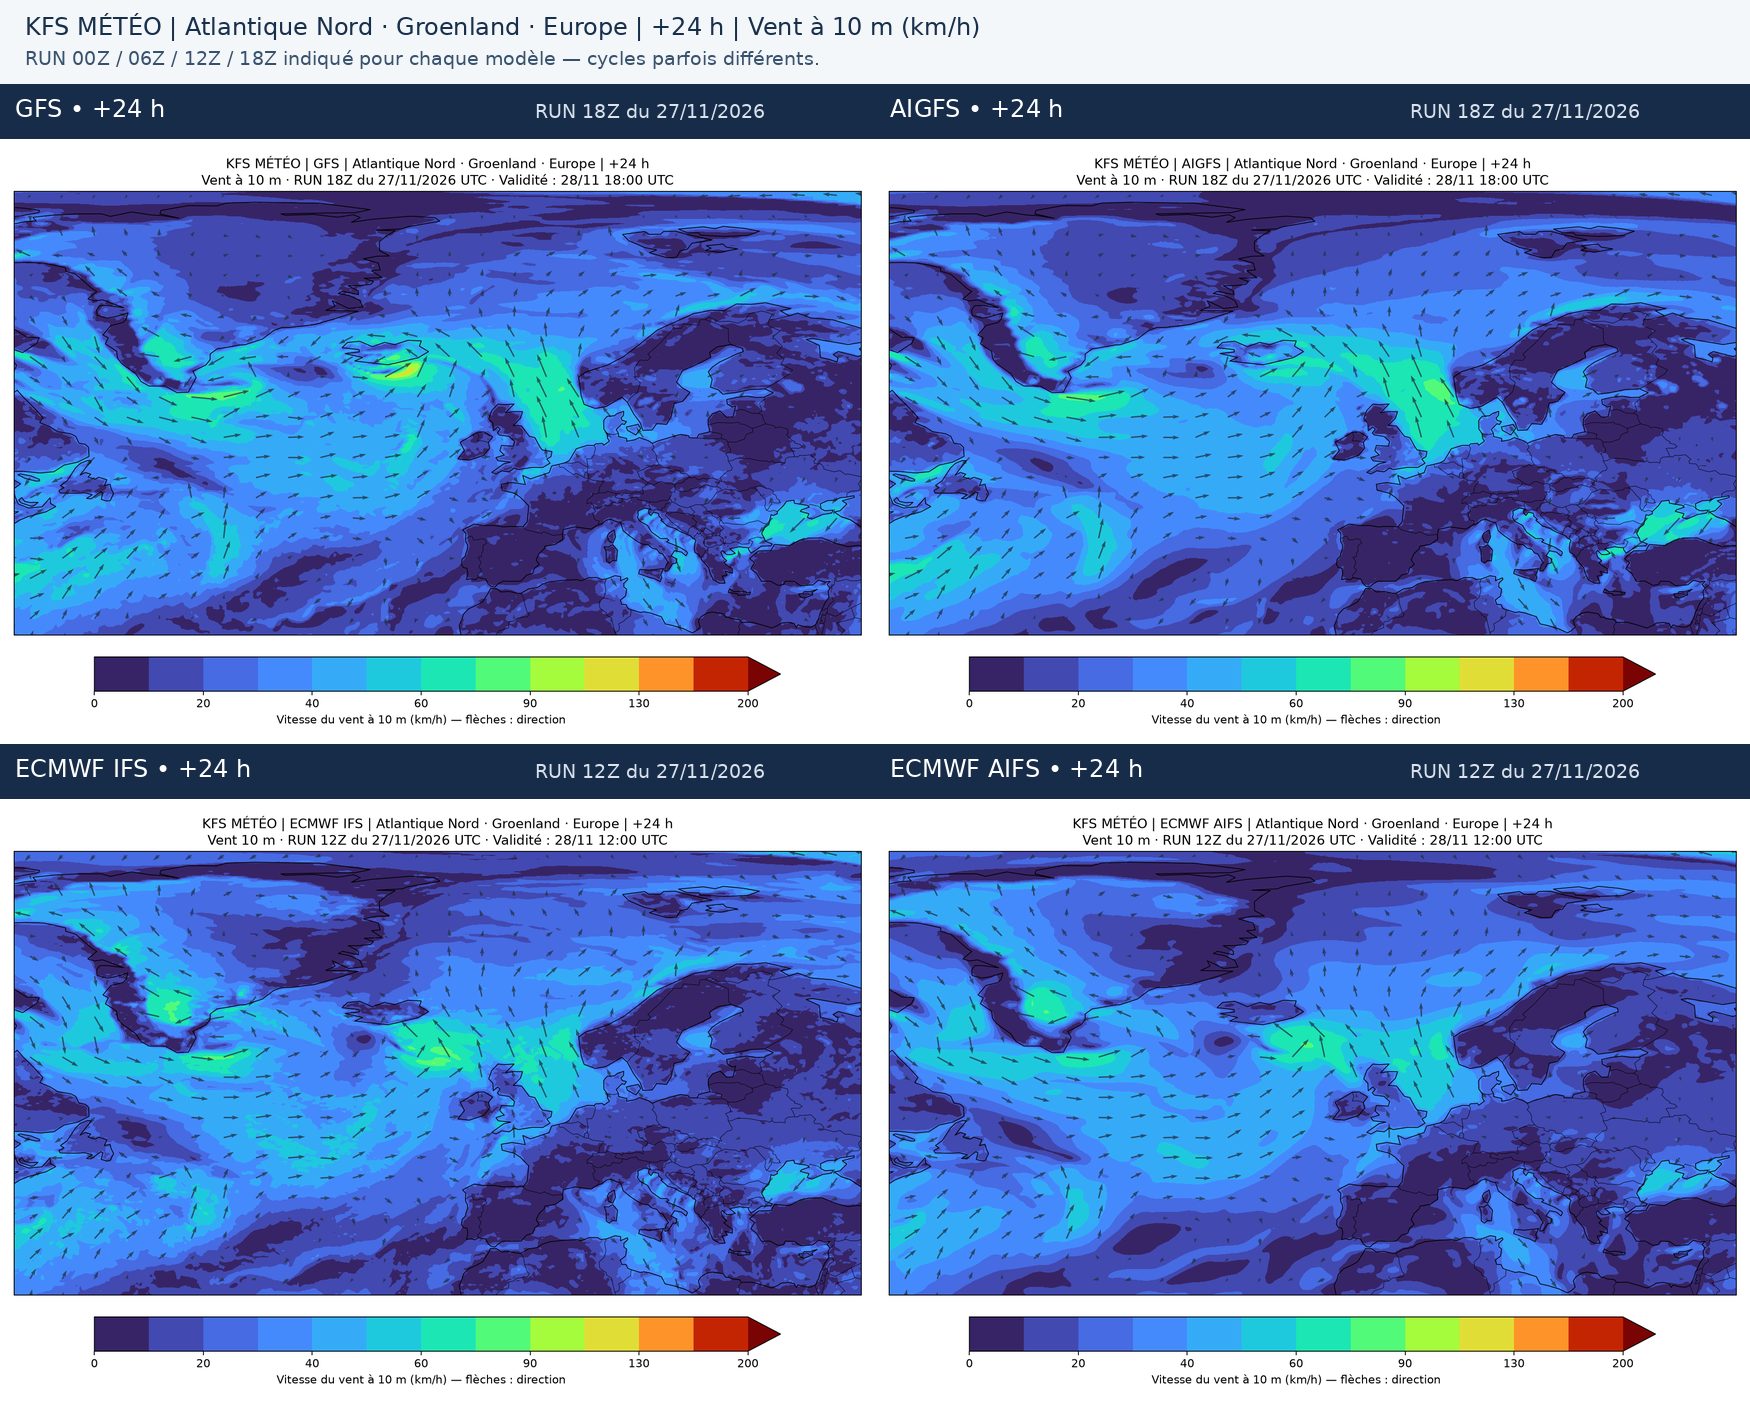 KFS MÉTÉO | Atlantique Nord · Groenland · Europe | +24 h | Vent à 10 m (km/h)
RUN 00Z / 06Z / 12Z / 18Z indiqué pour chaque modèle — cycles parfois différents.
GFS • +24 h
RUN 18Z du 27/11/2026
AIGFS • +24 h
RUN 18Z du 27/11/2026
KFS MÉTÉO | GFS | Atlantique Nord · Groenland · Europe | +24 h
Vent à 10 m · RUN 18Z du 27/11/2026 UTC · Validité : 28/11 18:00 UTC
KFS MÉTÉO | AIGFS | Atlantique Nord · Groenland · Europe | +24 h
Vent à 10 m · RUN 18Z du 27/11/2026 UTC · Validité : 28/11 18:00 UTC
0 20 40 60 90 130 200
Vitesse du vent à 10 m (km/h) — flèches : direction
0 20 40 60 90 130 200
Vitesse du vent à 10 m (km/h) — flèches : direction
ECMWF IFS • +24 h
RUN 12Z du 27/11/2026
ECMWF AIFS • +24 h
RUN 12Z du 27/11/2026
KFS MÉTÉO | ECMWF IFS | Atlantique Nord · Groenland · Europe | +24 h
Vent 10 m · RUN 12Z du 27/11/2026 UTC · Validité : 28/11 12:00 UTC
KFS MÉTÉO | ECMWF AIFS | Atlantique Nord · Groenland · Europe | +24 h
Vent 10 m · RUN 12Z du 27/11/2026 UTC · Validité : 28/11 12:00 UTC
0 20 40 60 90 130 200
Vitesse du vent à 10 m (km/h) — flèches : direction
0 20 40 60 90 130 200
Vitesse du vent à 10 m (km/h) — flèches : direction